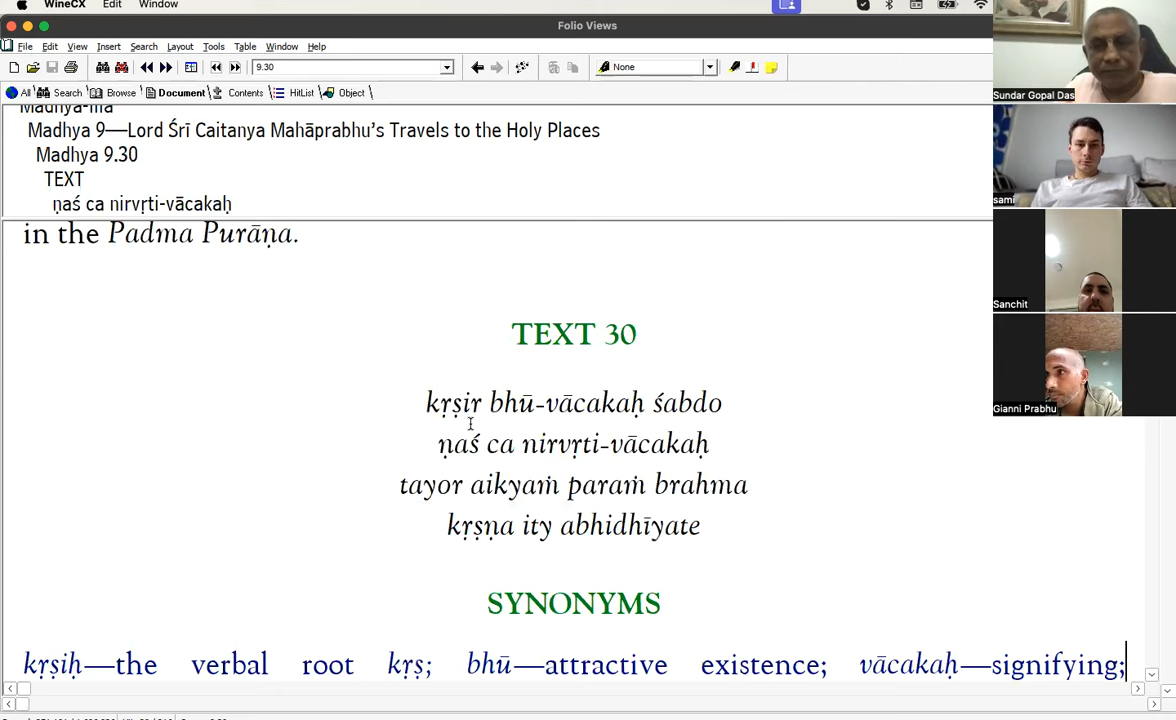 WineCX Edit Window
Folio Views
File Edit View Insert Search Layout Tools Table Window Help
9.30
None
All Search Browse Document Contents HitList Object
Madhya 9—Lord Śrī Caitanya Mahāprabhu's Travels to the Holy Places
Madhya 9.30
TEXT
ṇaś ca nirvṛti-vācakaḥ
in the Padma Purāṇa.
TEXT 30
kṛṣir bhū-vācakaḥ śabdo
ṇaś ca nirvṛti-vācakaḥ
tayor aikyaṁ paraṁ brahma
kṛṣṇa ity abhidhīyate
SYNONYMS
kṛṣiḥ—the verbal root kṛṣ; bhū—attractive existence; vācakaḥ—signifying;
Sundar Gopal Das
sami
Sanchit
Gianni Prabhu